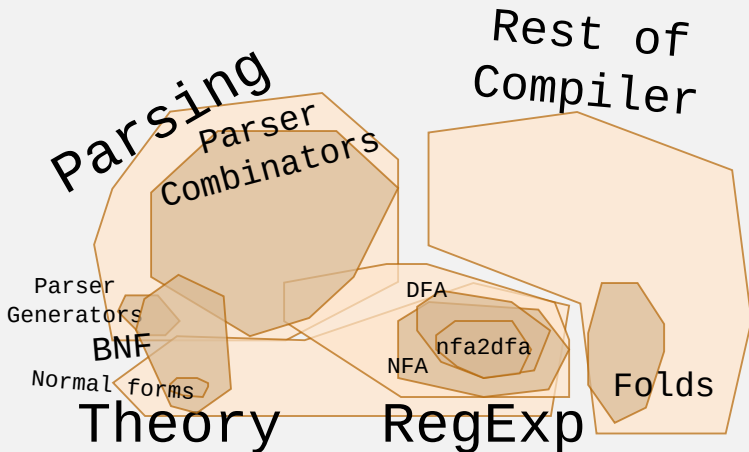 Rest of
Compiler
Parsing
Parser
Combinators
Parser
Generators
DFA
nfa2dfa
BNF
NFA
Normal forms
Folds
Theory
RegExp